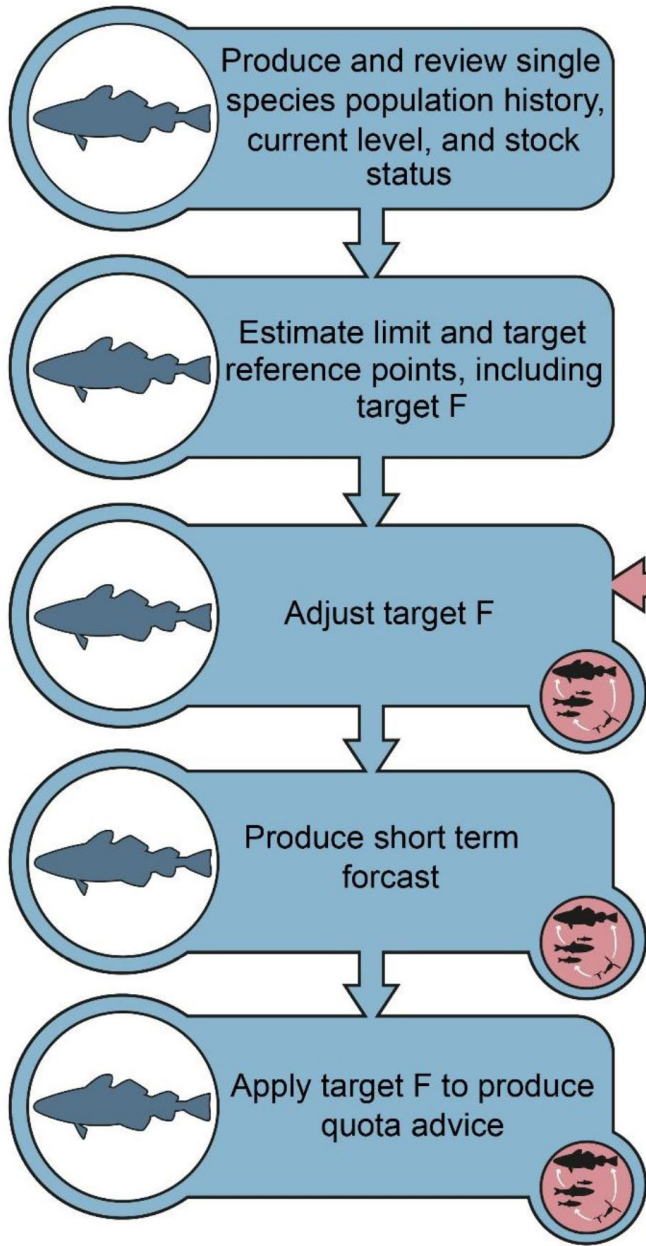 Produce and review single
species population history,
current level, and stock
status
Estimate limit and target
reference points, including
target F
Adjust target F
Produce short term
forcast
Apply target F to produce
quota advice